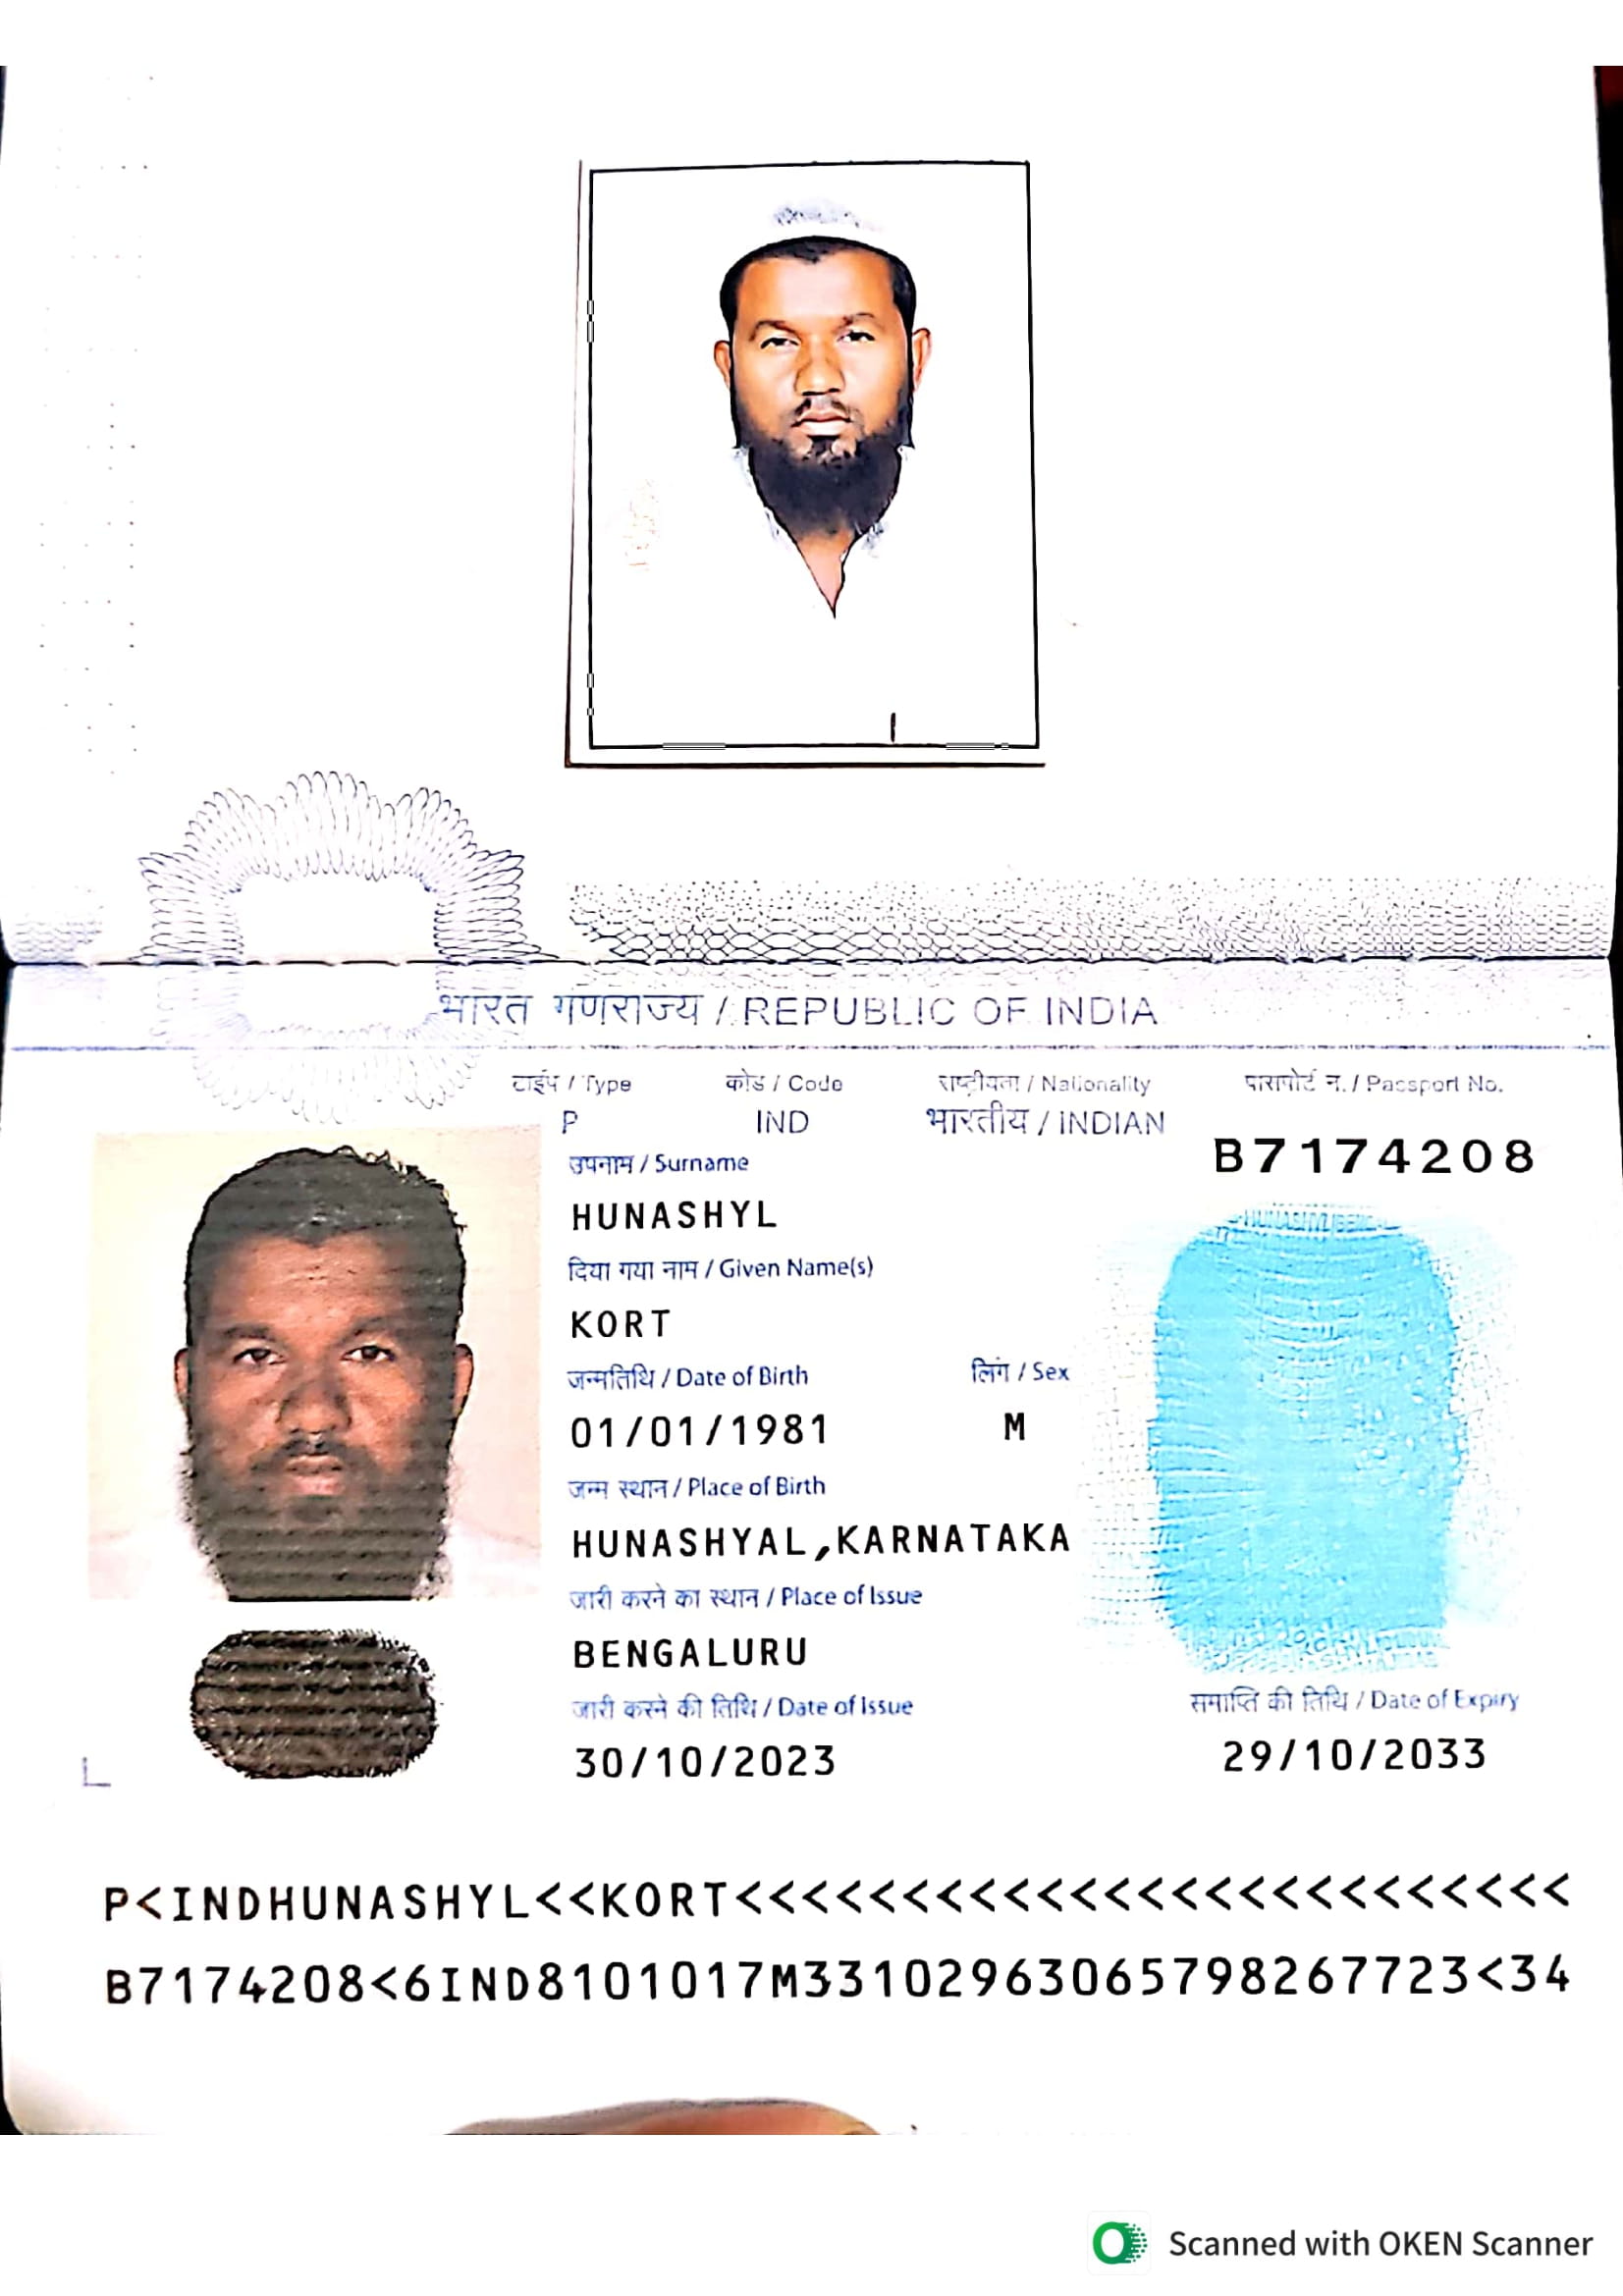 भारत गणराज्य / REPUBLIC OF INDIA
टाईप / Type कोड / Code राष्ट्रीयता / Nationality पासपोर्ट न. / Passport No.
P IND भारतीय / INDIAN B7174208
उपनाम / Surname
HUNASHYL
दिया गया नाम / Given Name(s)
KORT
जन्मतिथि / Date of Birth लिंग / Sex
01/01/1981 M
जन्म स्थान / Place of Birth
HUNASHYAL,KARNATAKA
जारी करने का स्थान / Place of Issue
BENGALURU
जारी करने की तिथि / Date of Issue समाप्ति की तिथि / Date of Expiry
30/10/2023 29/10/2033
P<INDHUNASHYL<<KORT<<<<<<<<<<<<<<<<<<<<<<<<<
B7174208<6IND8101017M33102963065798267723<34
Scanned with OKEN Scanner